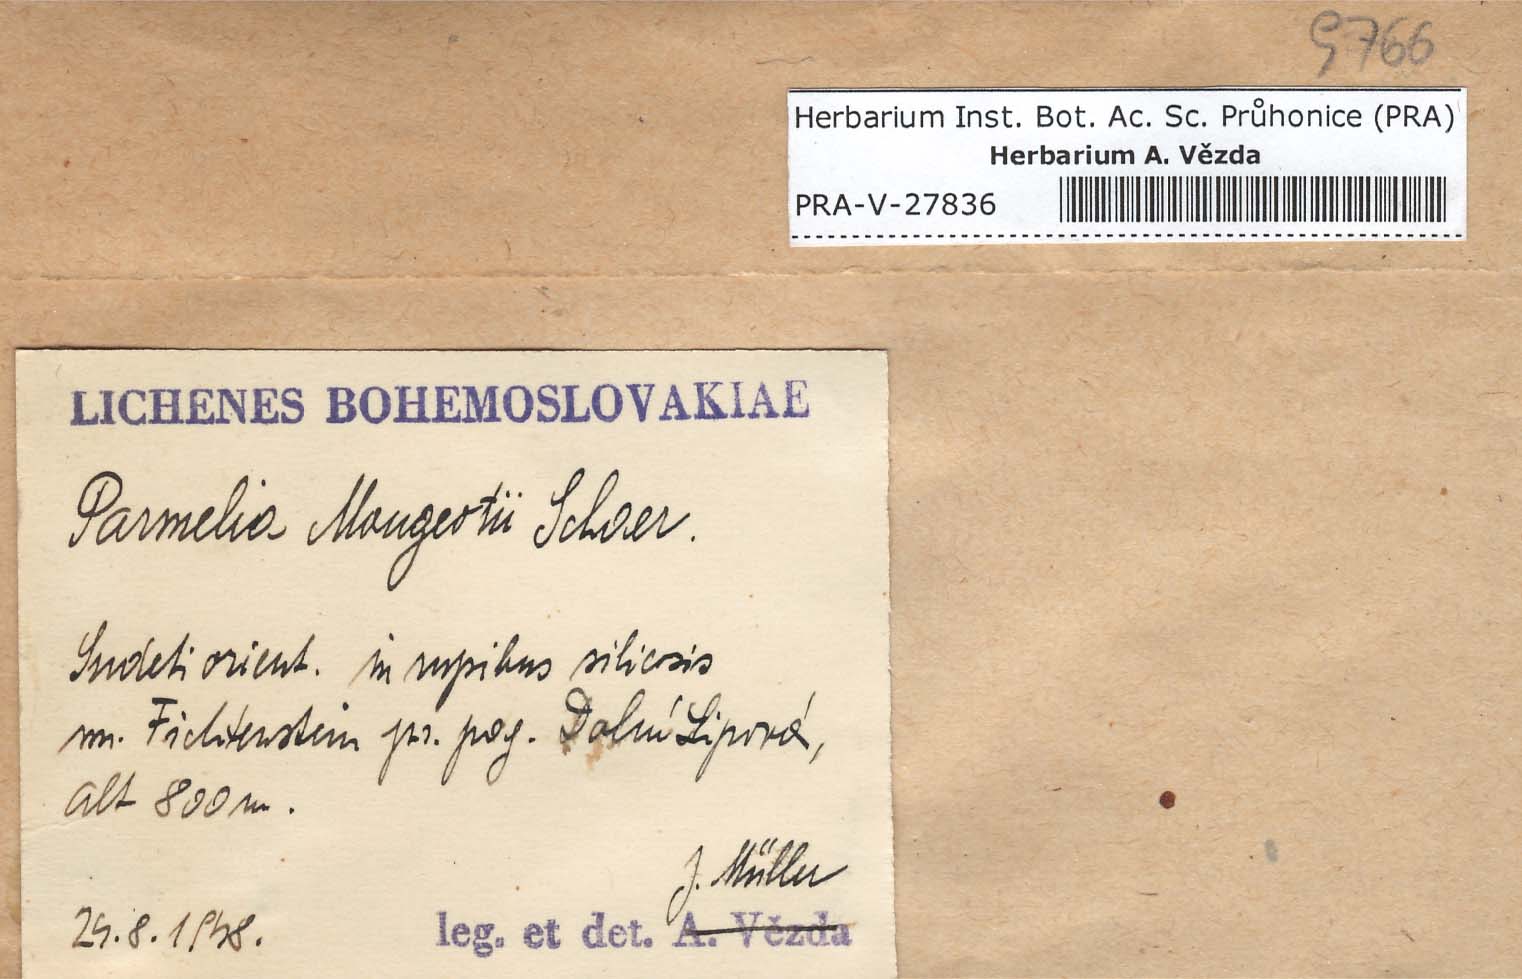 9766
Herbarium Inst. Bot. Ac. Sc. Průhonice (PRA)
Herbarium A. Vězda
PRA-V-27836
LICHENES BOHEMOSLOVAKIAE
Parmelia Mougeotii Schaer.
Sudeti orient. in rupibus silicosis
m. Fichtenstein pr. pag. Dolní Lipová,
alt 800 m.
J. Müller
24.8.1948. leg. et det. A. Vězda